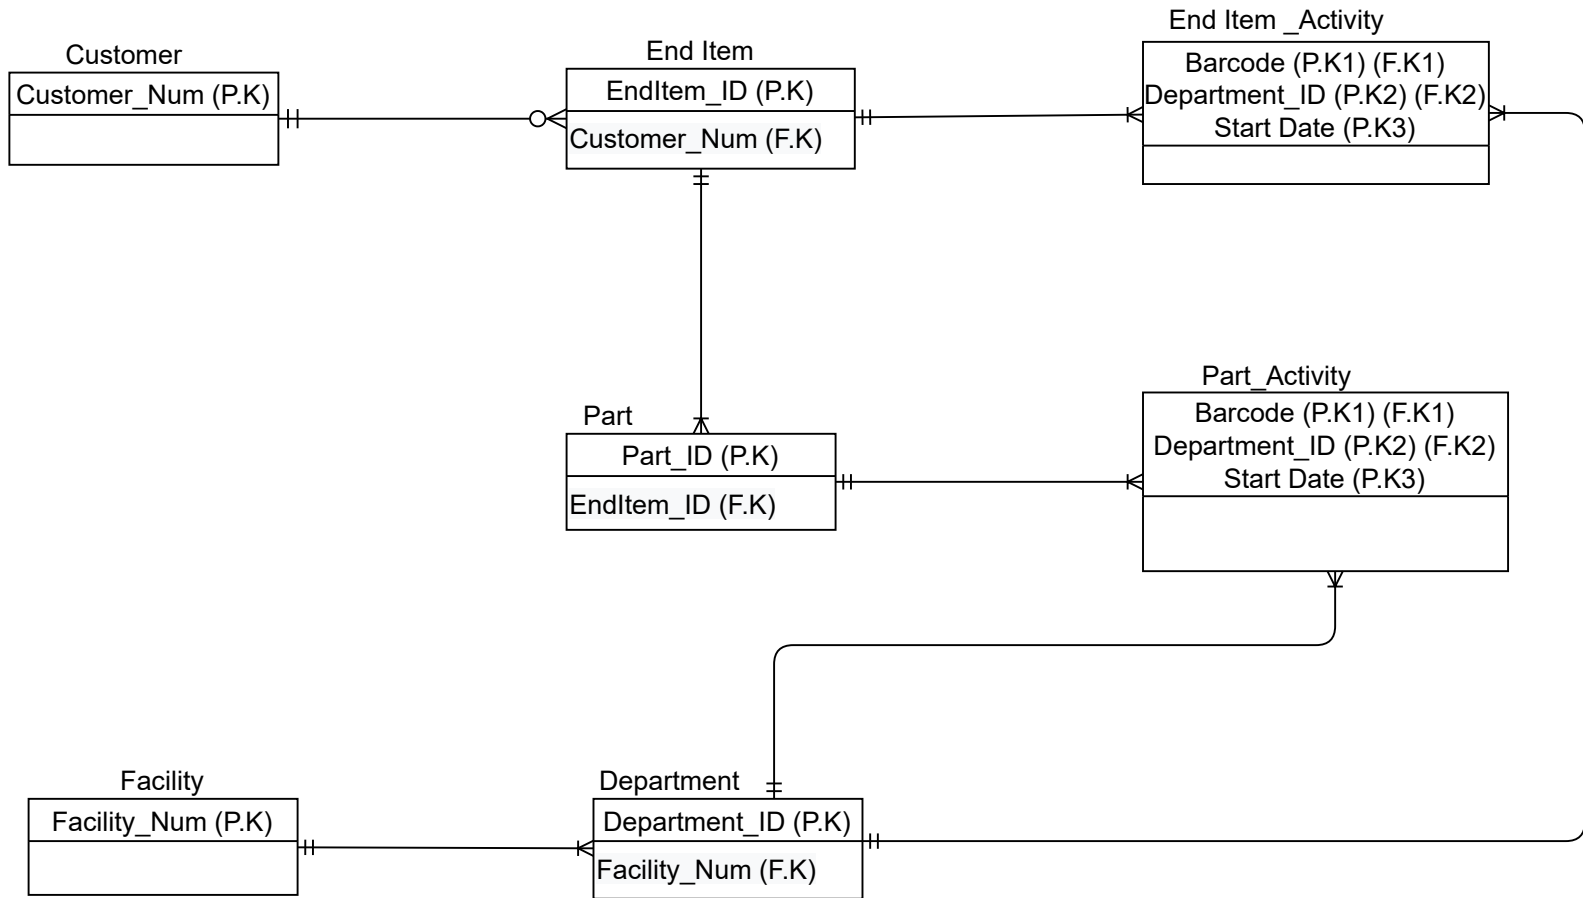 End Item _Activity
Customer
End Item
Customer_Num (P.K)
EndItem_ID (P.K)
Customer_Num (F.K)
Barcode (P.K1) (F.K1)
Department_ID (P.K2) (F.K2)
Start Date (P.K3)
Part_Activity
Part
Part_ID (P.K)
EndItem_ID (F.K)
Barcode (P.K1) (F.K1)
Department_ID (P.K2) (F.K2)
Start Date (P.K3)
Facility
Department
Facility_Num (P.K)
Department_ID (P.K)
Facility_Num (F.K)